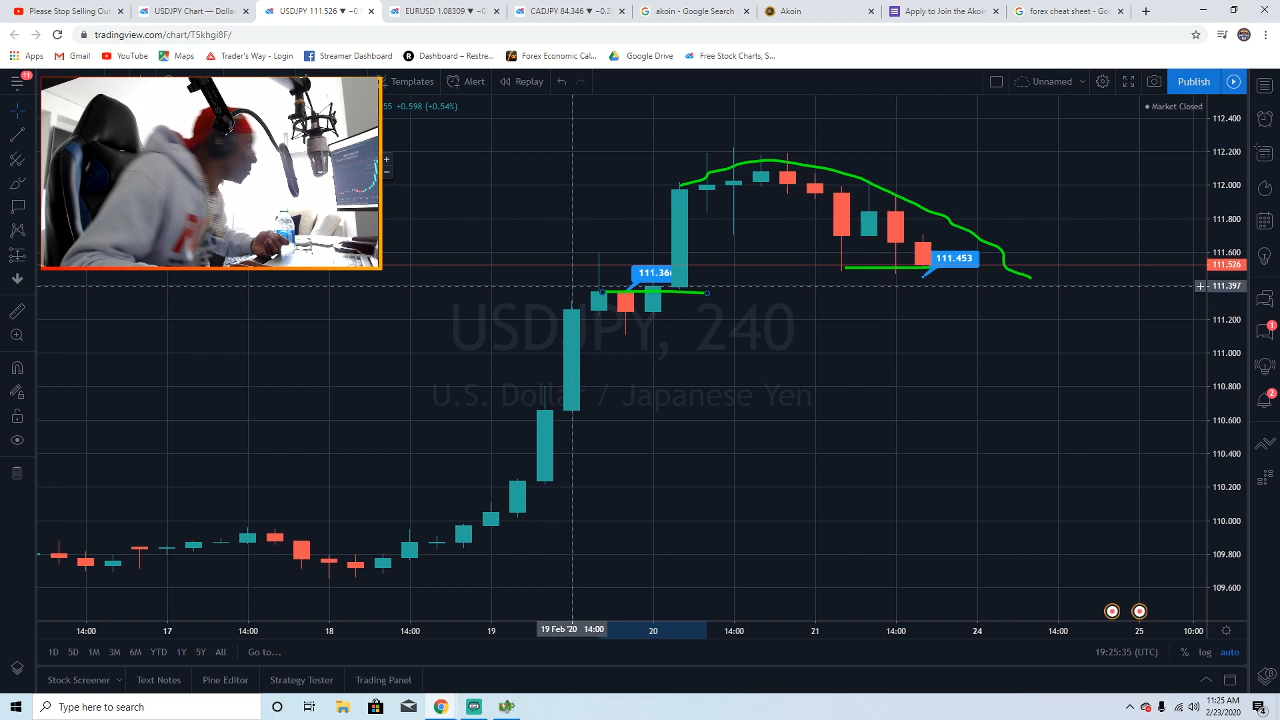 Please Stop Selling Out
USDJPY Chart — Dollar
USDJPY 111.526 ▼
EURUSD 1.08309 ▼
CADJPY 84.346 ▼
akoin - Google Search
Akoin
Apply to Join the Akoin
forex cheat sheet - Go
tradingview.com/chart/T5khgi8F/
Apps
Gmail
YouTube
Maps
Trader's Way - Login
Streamer Dashboard
Dashboard – Restre...
Forex Economic Cal...
Google Drive
Free Stock Charts, S...
11
Templates
Alert
Replay
Unnamed
Publish
55 +0.598 (+0.54%)
Market Closed
112.400
112.200
112.000
111.800
111.600
111.526
111.397
111.200
111.000
110.800
110.600
110.400
110.200
110.000
109.800
109.600
111.453
111.36
USDJPY, 240
U.S. Dollar / Japanese Yen
1
2
14:00 17 14:00 18 14:00 19 19 Feb '20 14:00 20 14:00 21 14:00 24 14:00 25 10:00
1D 5D 1M 3M 6M YTD 1Y 5Y All Go to...
19:25:35 (UTC) % log auto
Stock Screener Text Notes Pine Editor Strategy Tester Trading Panel
Type here to search
11:25 AM
2/23/2020
4